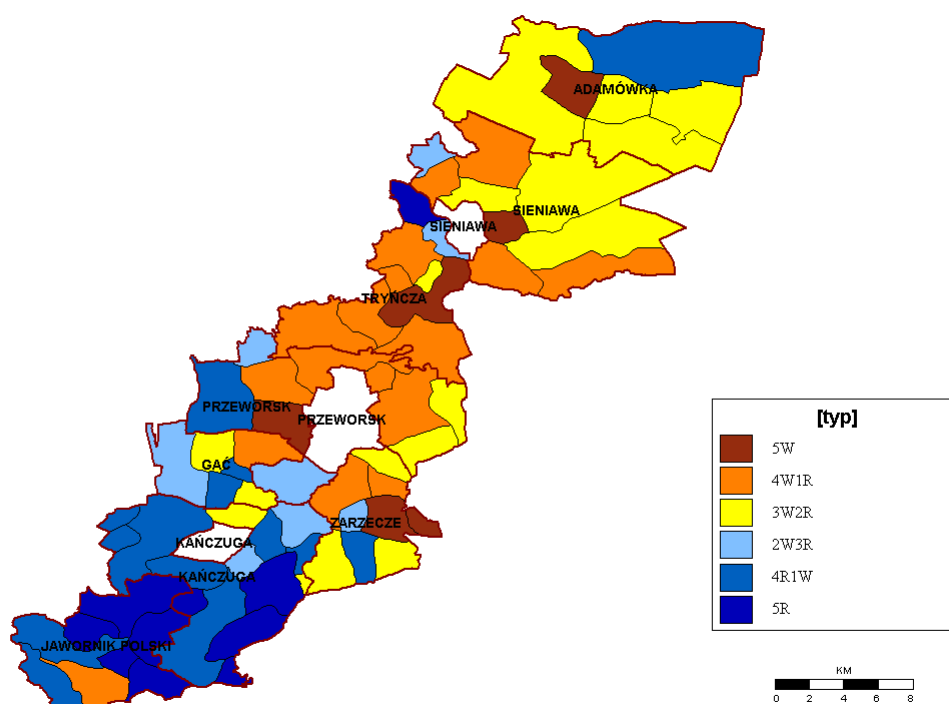 ADAMÓWKA
SIENIAWA
SIENIAWA
TRYŃCZA
PRZEWORSK
PRZEWORSK
GĄĆ
ZARZECZE
KAŃCZUGA
KAŃCZUGA
JAWORNIK POLSKI
[typ]
5W
4W1R
3W2R
2W3R
4R1W
5R
KM
0 2 4 6 8